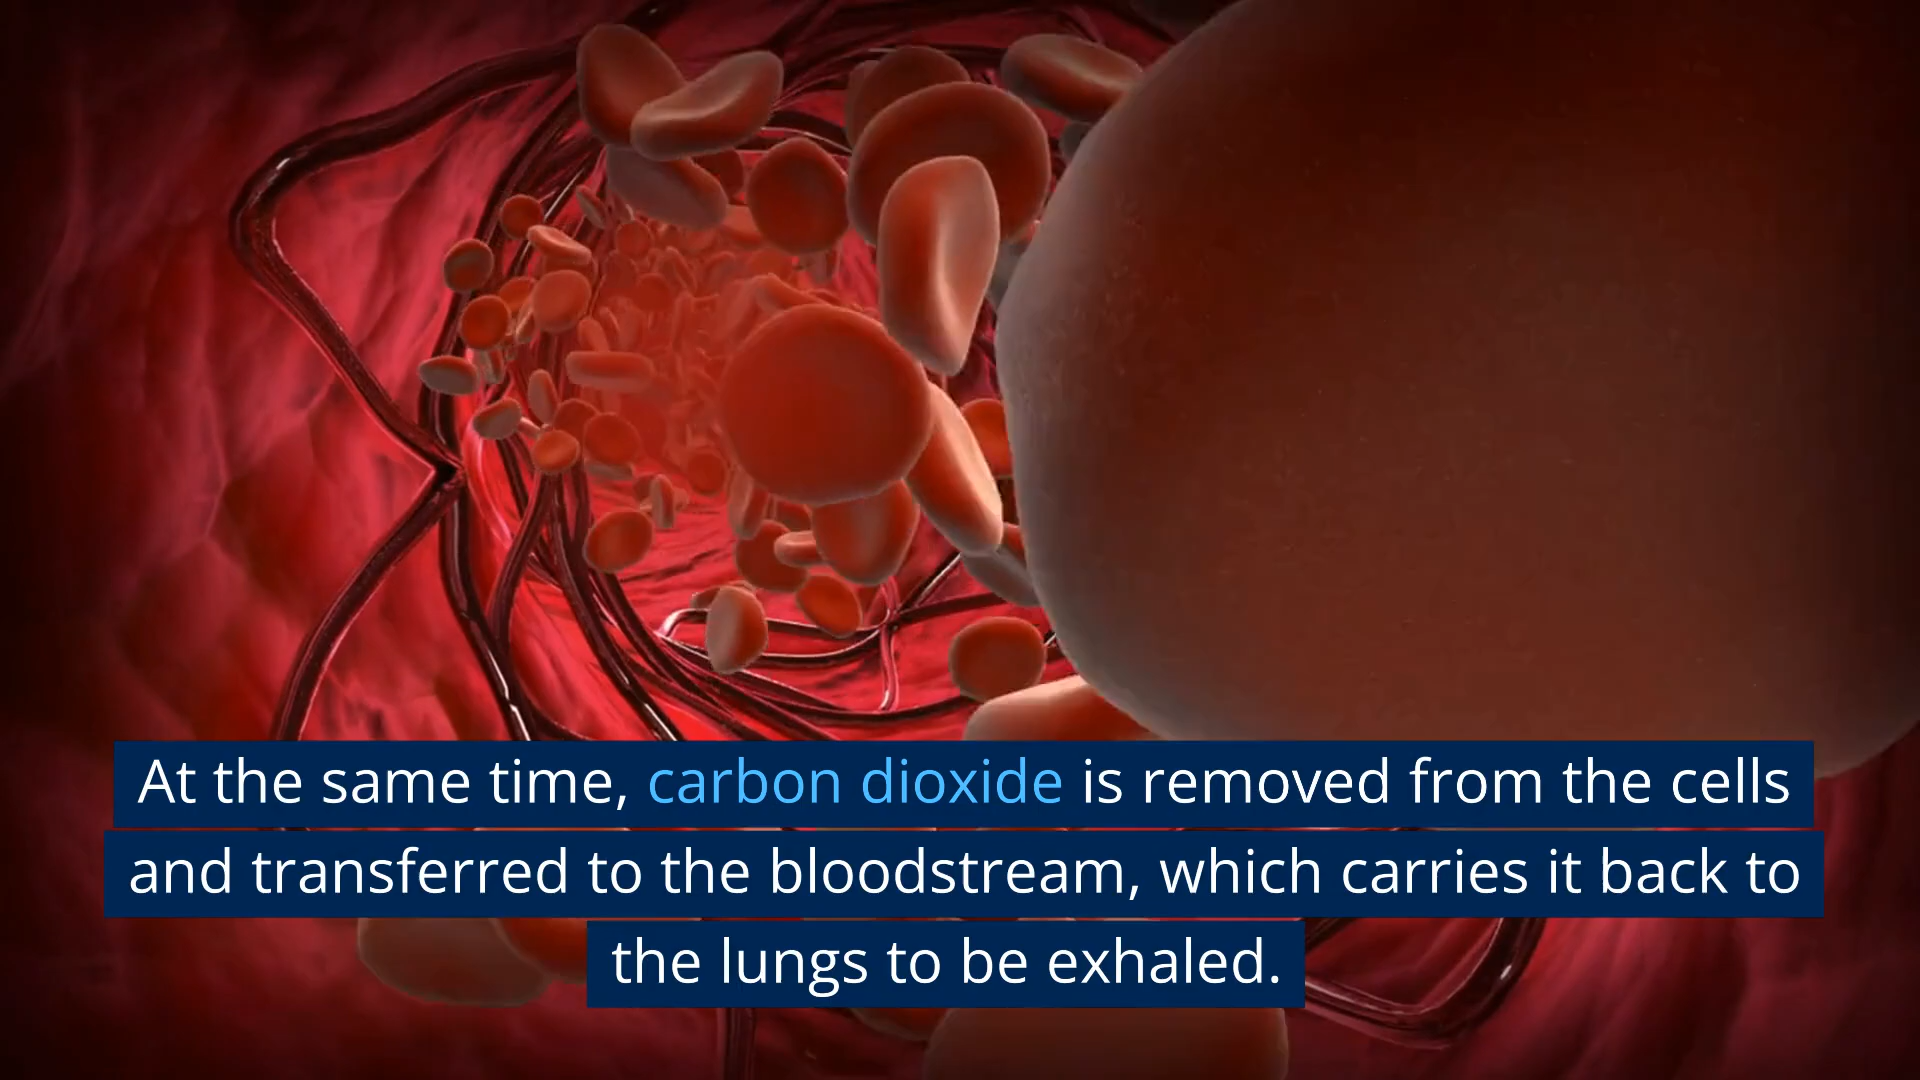 At the same time, carbon dioxide is removed from the cells
and transferred to the bloodstream, which carries it back to
the lungs to be exhaled.